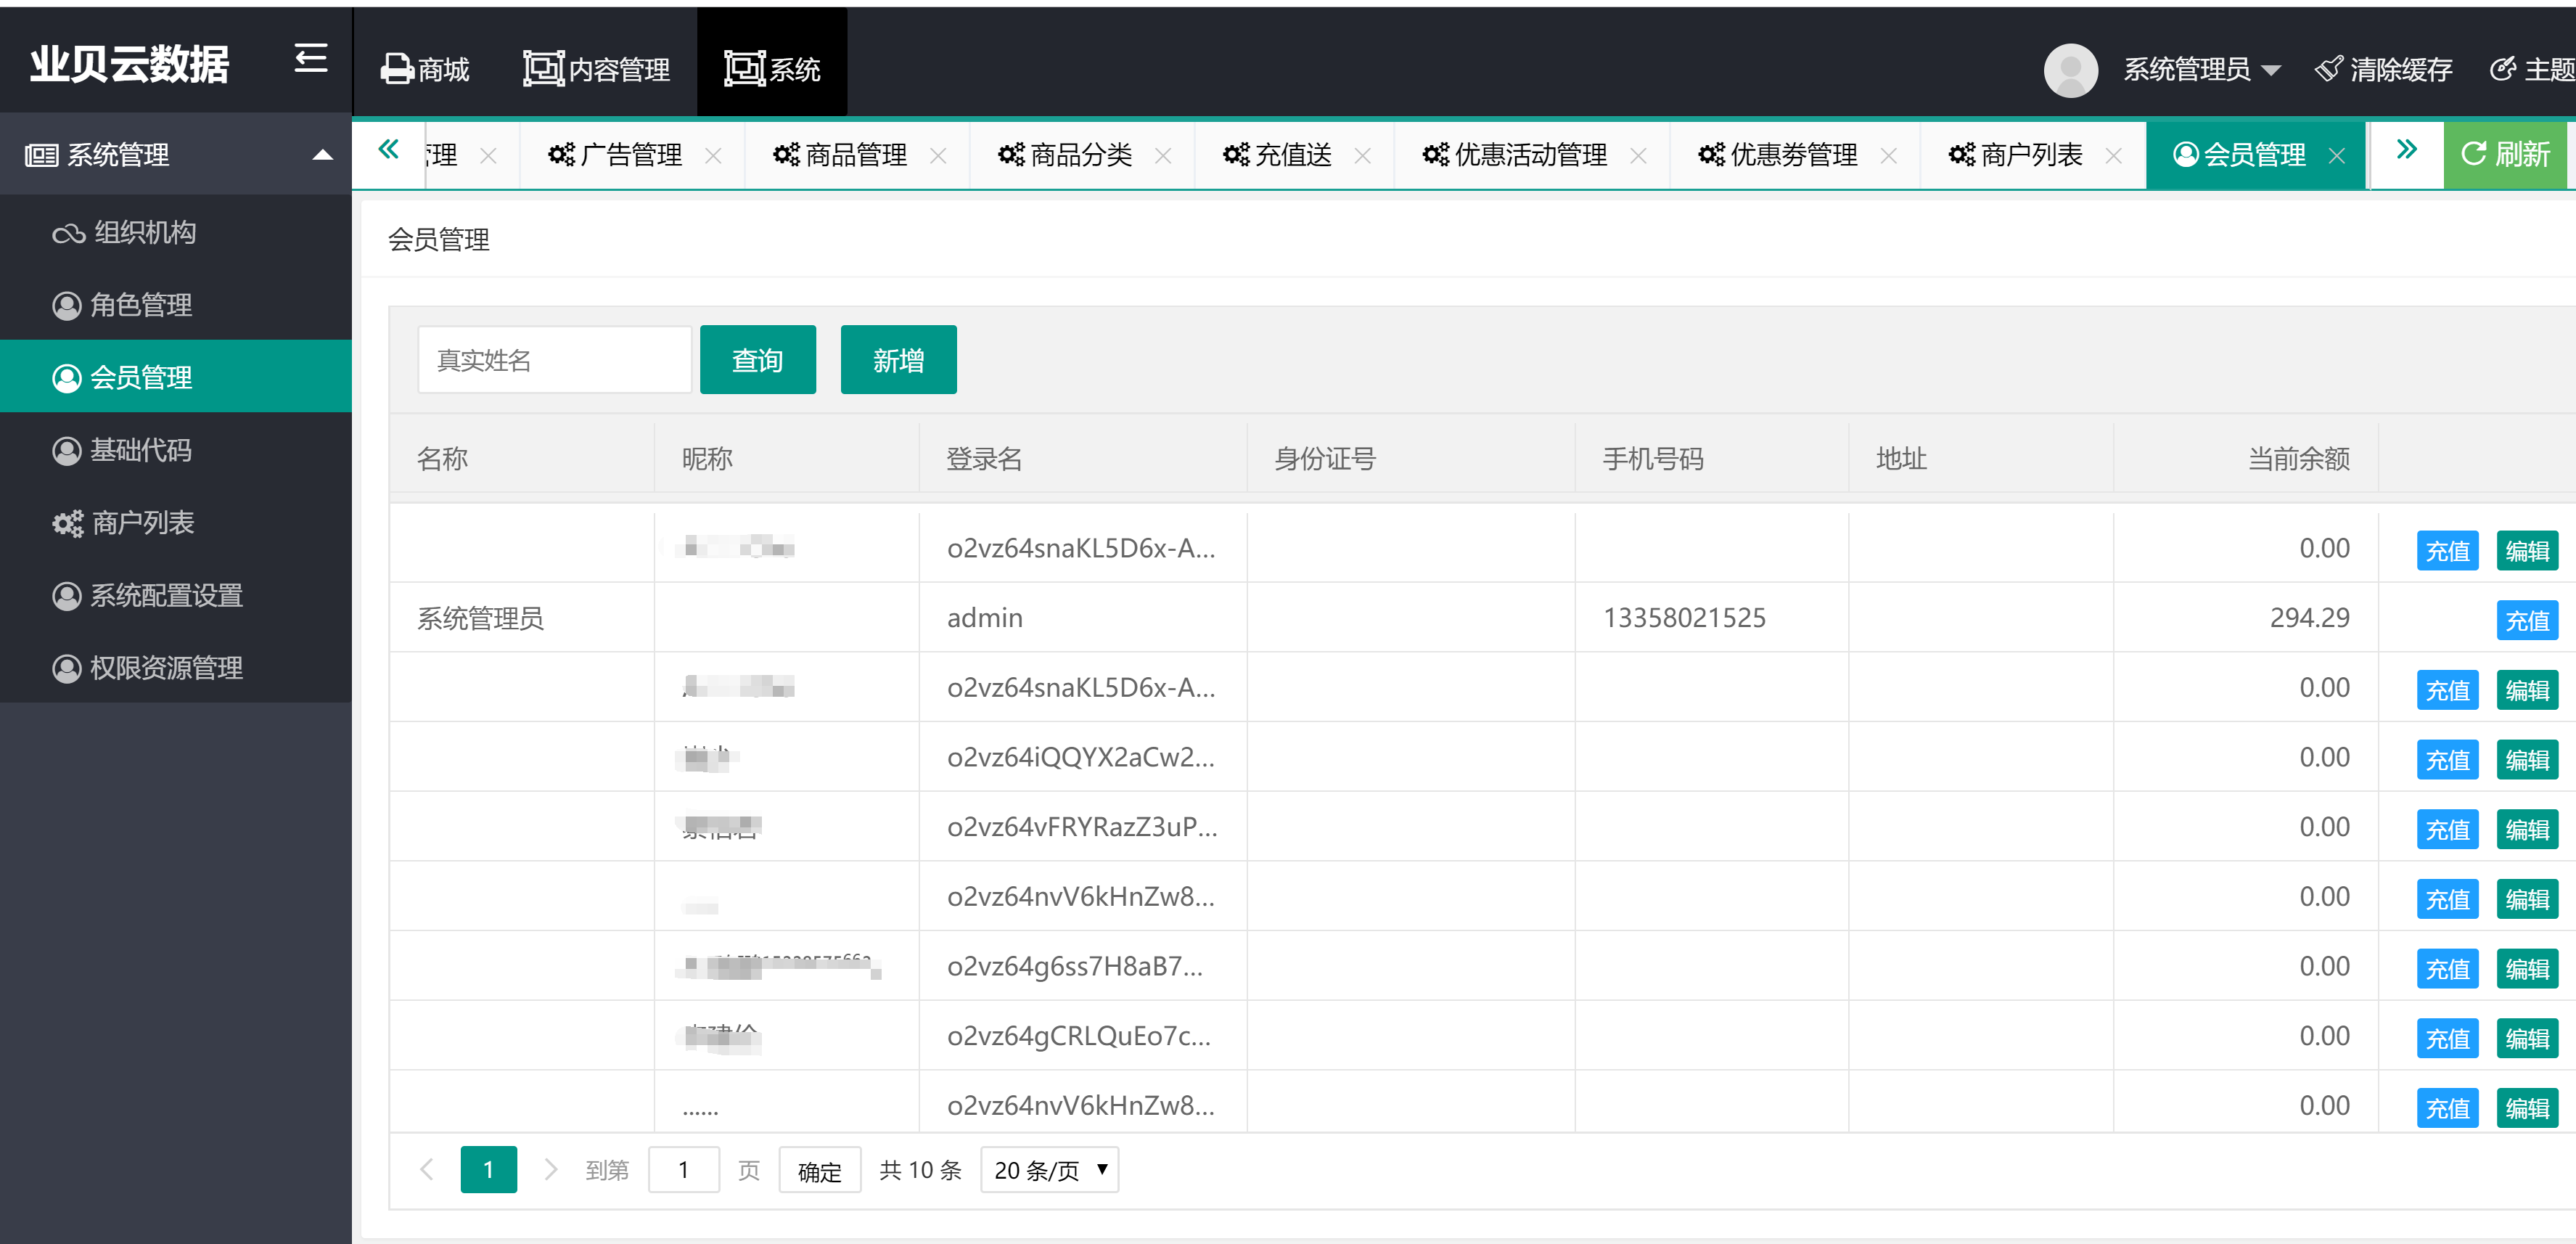 业贝云数据
商城 内容管理 系统 系统管理员 清除缓存 主题
系统管理
管理 广告管理 商品管理 商品分类 充值送 优惠活动管理 优惠券管理 商户列表 会员管理 刷新
组织机构
角色管理
会员管理
基础代码
商户列表
系统配置设置
权限资源管理
会员管理
真实姓名 查询 新增
名称 昵称 登录名 身份证号 手机号码 地址 当前余额
o2vz64snaKL5D6x-A... 0.00 充值 编辑
系统管理员 admin 13358021525 294.29 充值
o2vz64snaKL5D6x-A... 0.00 充值 编辑
o2vz64iQQYX2aCw2... 0.00 充值 编辑
o2vz64vFRYRazZ3uP... 0.00 充值 编辑
o2vz64nvV6kHnZw8... 0.00 充值 编辑
o2vz64g6ss7H8aB7... 0.00 充值 编辑
o2vz64gCRLQuEo7c... 0.00 充值 编辑
...... o2vz64nvV6kHnZw8... 0.00 充值 编辑
1 到第 1 页 确定 共 10 条 20 条/页